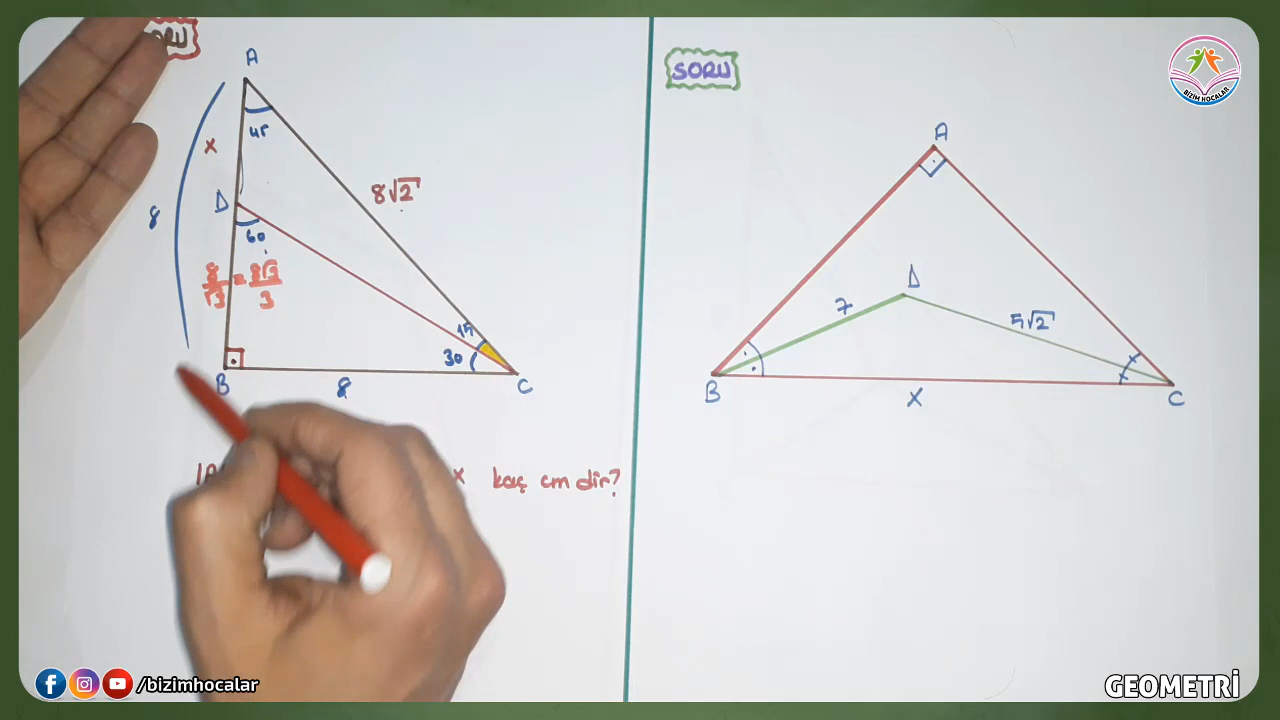 A
45
x
8√2
D
8
60
8/√3 = 8√3/3
15
30
B
8
C
x kaç cm dir?
SORU
A
D
7
5√2
B
x
C
BİZİM HOCALAR
/bizimhocalar
GEOMETRİ